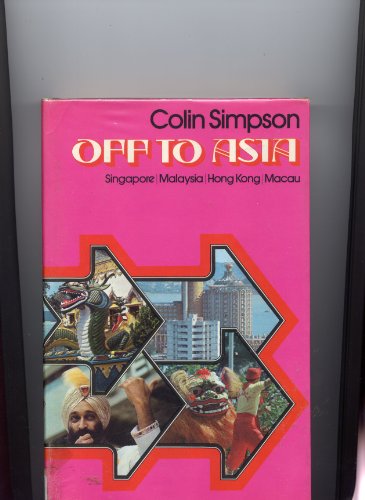 Colin Simpson
OFF TO ASIA
Singapore|Malaysia|Hong Kong|Macau